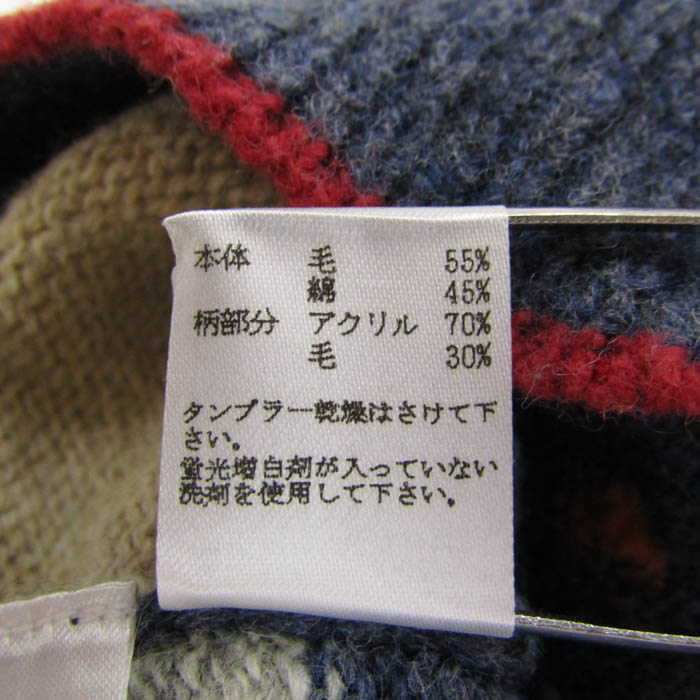 本体 毛 55%
綿 45%
柄部分 アクリル 70%
毛 30%
タンブラー乾燥はさけて下
さい。
蛍光増白剤が入っていない
洗剤を使用して下さい。